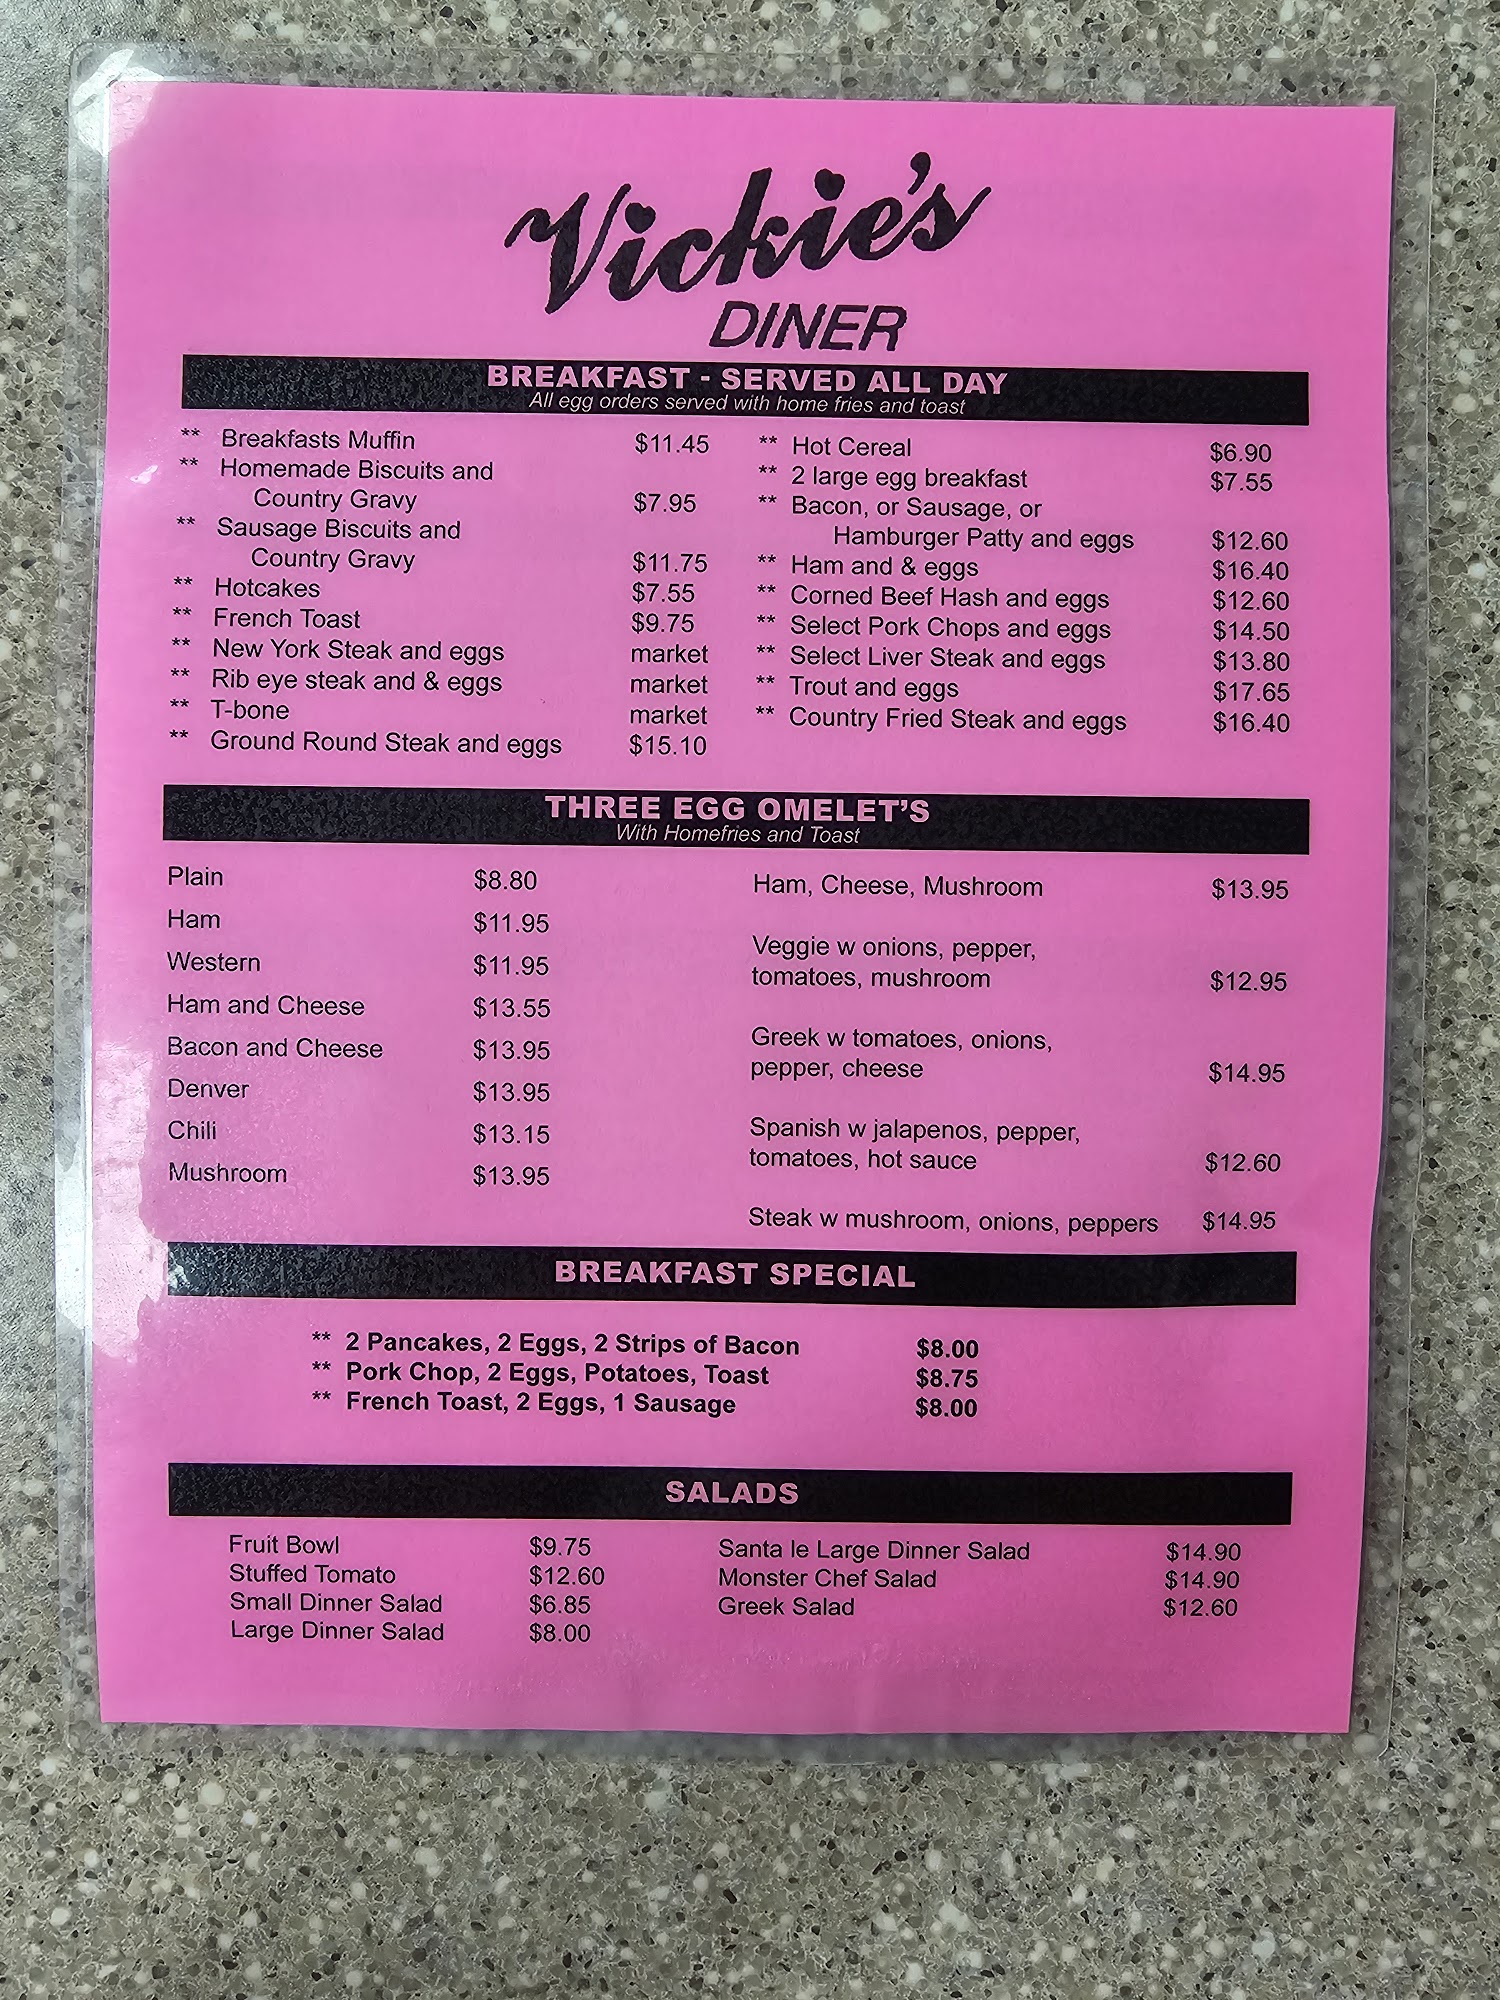 Vickie's
DINER
BREAKFAST - SERVED ALL DAY
All egg orders served with home fries and toast
** Breakfasts Muffin $11.45
** Homemade Biscuits and
Country Gravy $7.95
** Sausage Biscuits and
Country Gravy $11.75
** Hotcakes $7.55
** French Toast $9.75
** New York Steak and eggs market
** Rib eye steak and & eggs market
** T-bone market
** Ground Round Steak and eggs $15.10
** Hot Cereal $6.90
** 2 large egg breakfast $7.55
** Bacon, or Sausage, or
Hamburger Patty and eggs $12.60
** Ham and & eggs $16.40
** Corned Beef Hash and eggs $12.60
** Select Pork Chops and eggs $14.50
** Select Liver Steak and eggs $13.80
** Trout and eggs $17.65
** Country Fried Steak and eggs $16.40
THREE EGG OMELET'S
With Homefries and Toast
Plain $8.80
Ham $11.95
Western $11.95
Ham and Cheese $13.55
Bacon and Cheese $13.95
Denver $13.95
Chili $13.15
Mushroom $13.95
Ham, Cheese, Mushroom $13.95
Veggie w onions, pepper,
tomatoes, mushroom $12.95
Greek w tomatoes, onions,
pepper, cheese $14.95
Spanish w jalapenos, pepper,
tomatoes, hot sauce $12.60
Steak w mushroom, onions, peppers $14.95
BREAKFAST SPECIAL
** 2 Pancakes, 2 Eggs, 2 Strips of Bacon $8.00
** Pork Chop, 2 Eggs, Potatoes, Toast $8.75
** French Toast, 2 Eggs, 1 Sausage $8.00
SALADS
Fruit Bowl $9.75
Stuffed Tomato $12.60
Small Dinner Salad $6.85
Large Dinner Salad $8.00
Santa le Large Dinner Salad $14.90
Monster Chef Salad $14.90
Greek Salad $12.60